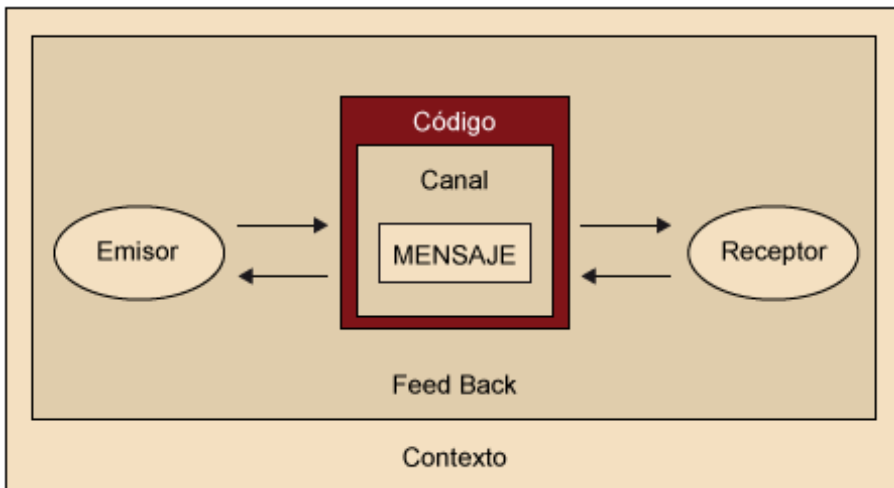 Código
Canal
Emisor
MENSAJE
Receptor
Feed Back
Contexto